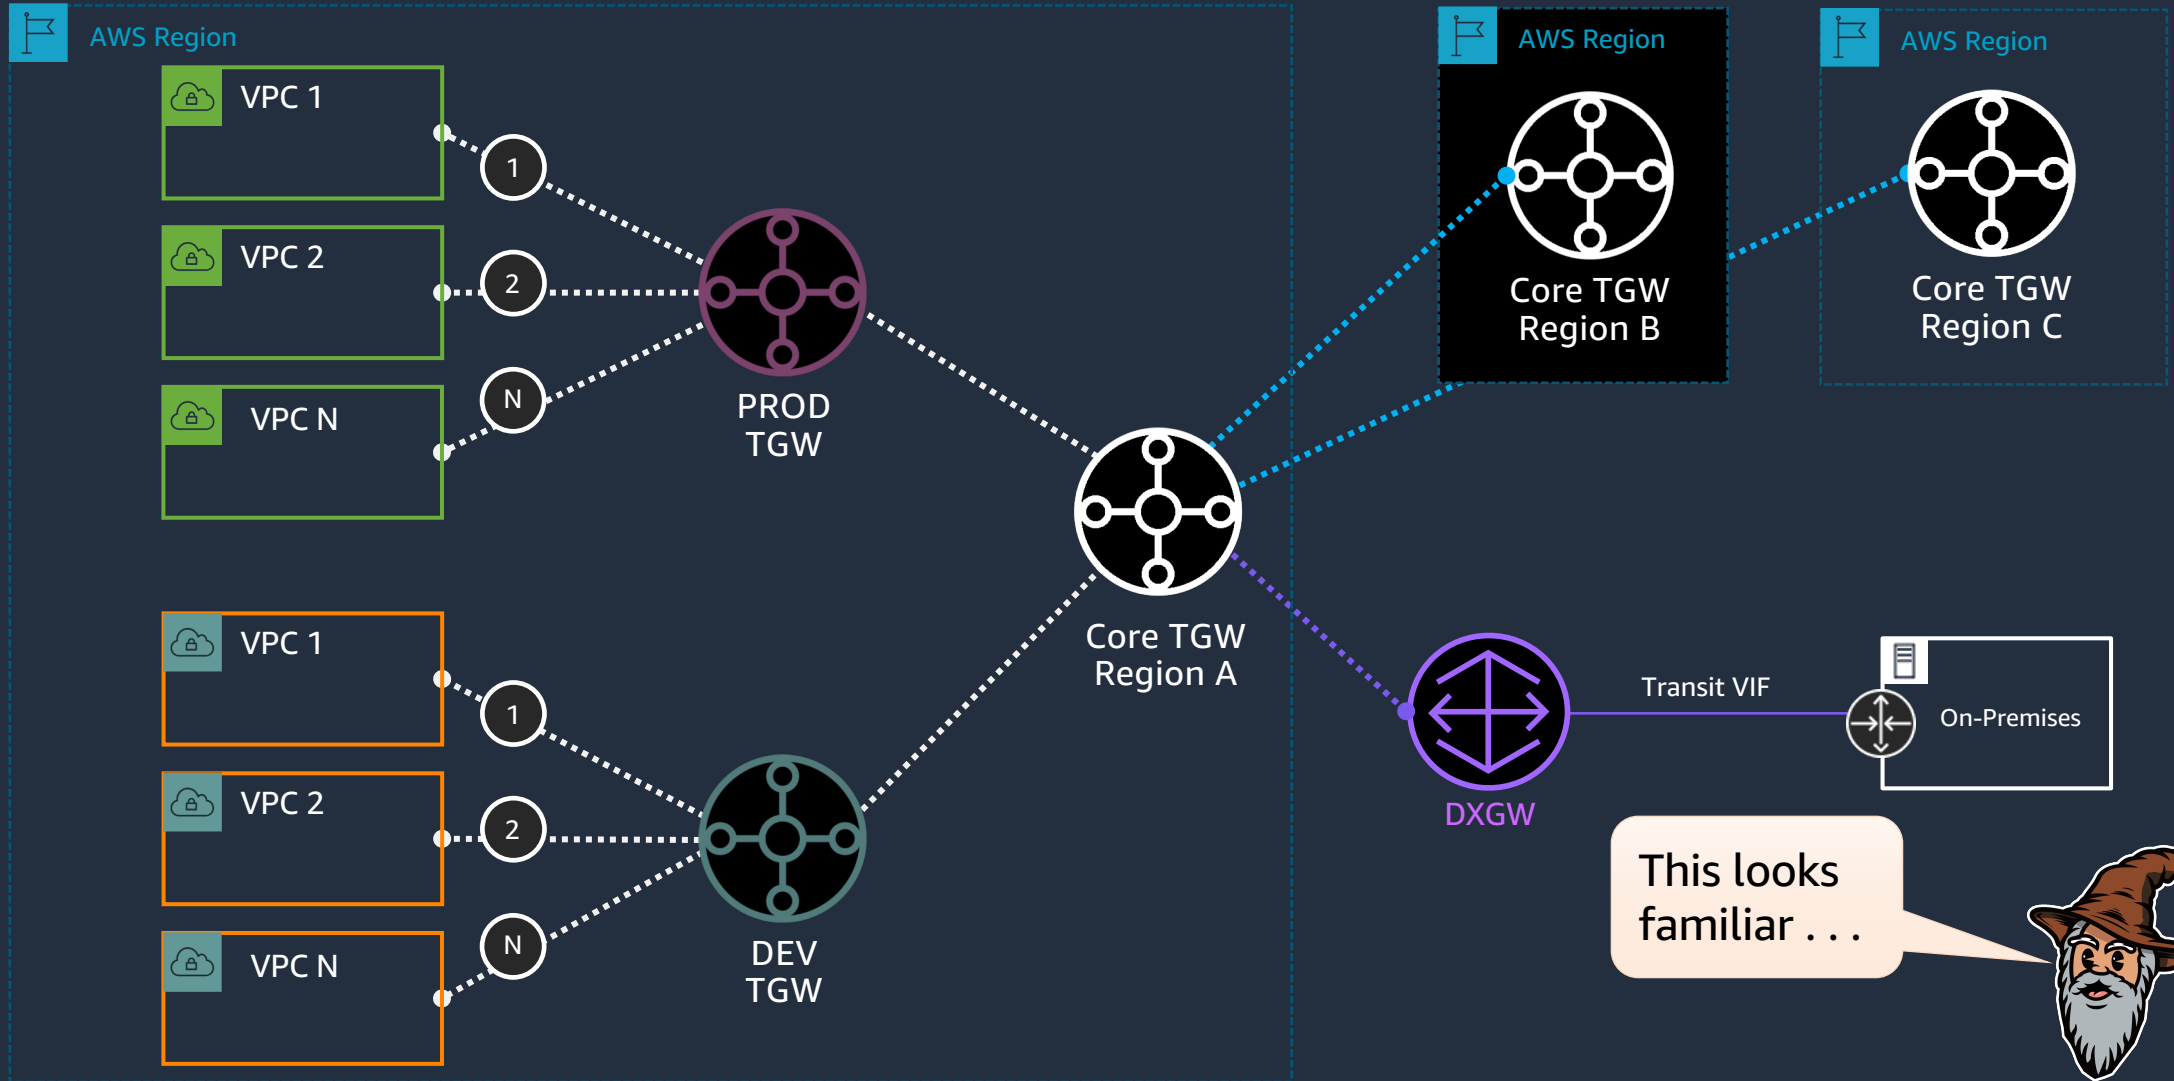 AWS Region
VPC 1
1
VPC 2
2
VPC N
N
PROD
TGW
VPC 1
1
VPC 2
2
VPC N
N
DEV
TGW
Core TGW
Region A
AWS Region
Core TGW
Region B
AWS Region
Core TGW
Region C
DXGW
Transit VIF
On-Premises
This looks
familiar . . .